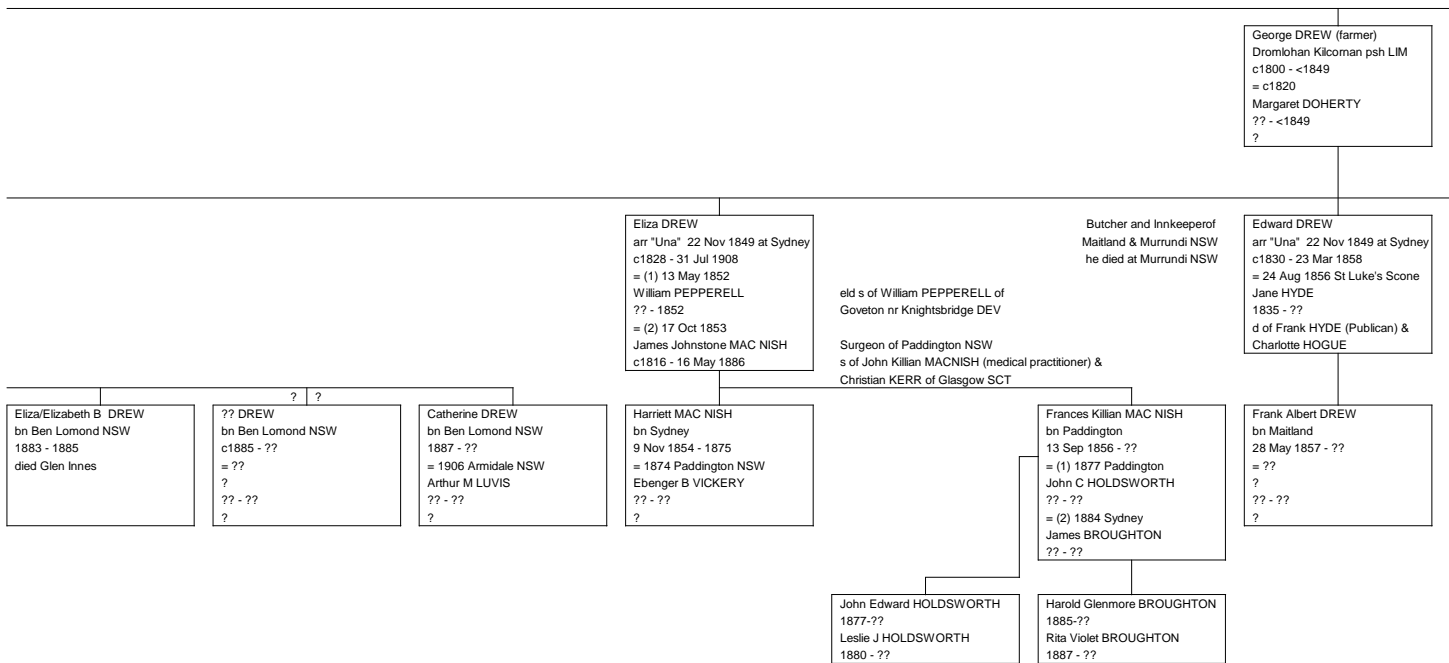 George DREW (farmer)
Dromlohan Kilcornan psh LIM
c1800 - <1849
= c1820
Margaret DOHERTY
?? - <1849
?
Eliza DREW
arr "Una" 22 Nov 1849 at Sydney
c1828 - 31 Jul 1908
= (1) 13 May 1852
William PEPPERELL
?? - 1852
= (2) 17 Oct 1853
James Johnstone MAC NISH
c1816 - 16 May 1886
eld s of William PEPPERELL of
Goveton nr Knightsbridge DEV
Surgeon of Paddington NSW
s of John Killian MACNISH (medical practitioner) &
Christian KERR of Glasgow SCT
Butcher and Innkeeperof
Maitland & Murrundi NSW
he died at Murrundi NSW
Edward DREW
arr "Una" 22 Nov 1849 at Sydney
c1830 - 23 Mar 1858
= 24 Aug 1856 St Luke's Scone
Jane HYDE
1835 - ??
d of Frank HYDE (Publican) &
Charlotte HOGUE
? ?
Eliza/Elizabeth B DREW
bn Ben Lomond NSW
1883 - 1885
died Glen Innes
?? DREW
bn Ben Lomond NSW
c1885 - ??
= ??
?
?? - ??
?
Catherine DREW
bn Ben Lomond NSW
1887 - ??
= 1906 Armidale NSW
Arthur M LUVIS
?? - ??
?
Harriett MAC NISH
bn Sydney
9 Nov 1854 - 1875
= 1874 Paddington NSW
Ebenger B VICKERY
?? - ??
?
Frances Killian MAC NISH
bn Paddington
13 Sep 1856 - ??
= (1) 1877 Paddington
John C HOLDSWORTH
?? - ??
= (2) 1884 Sydney
James BROUGHTON
?? - ??
Frank Albert DREW
bn Maitland
28 May 1857 - ??
= ??
?
?? - ??
?
John Edward HOLDSWORTH
1877-??
Leslie J HOLDSWORTH
1880 - ??
Harold Glenmore BROUGHTON
1885-??
Rita Violet BROUGHTON
1887 - ??